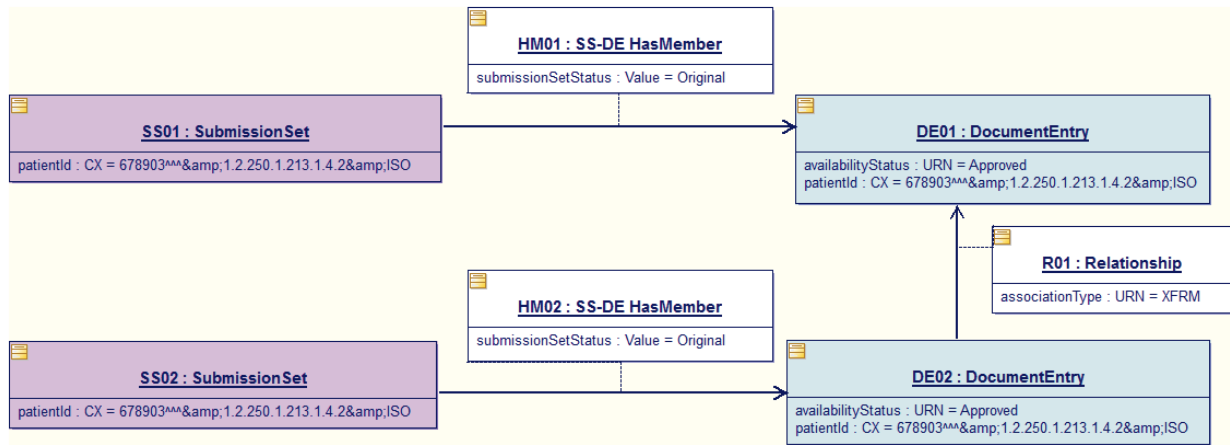 HM01 : SS-DE HasMember
submissionSetStatus : Value = Original
SS01 : SubmissionSet
patientId : CX = 678903^^^&amp;1.2.250.1.213.1.4.2&amp;ISO
DE01 : DocumentEntry
availabilityStatus : URN = Approved
patientId : CX = 678903^^^&amp;1.2.250.1.213.1.4.2&amp;ISO
R01 : Relationship
associationType : URN = XFRM
HM02 : SS-DE HasMember
submissionSetStatus : Value = Original
SS02 : SubmissionSet
patientId : CX = 678903^^^&amp;1.2.250.1.213.1.4.2&amp;ISO
DE02 : DocumentEntry
availabilityStatus : URN = Approved
patientId : CX = 678903^^^&amp;1.2.250.1.213.1.4.2&amp;ISO